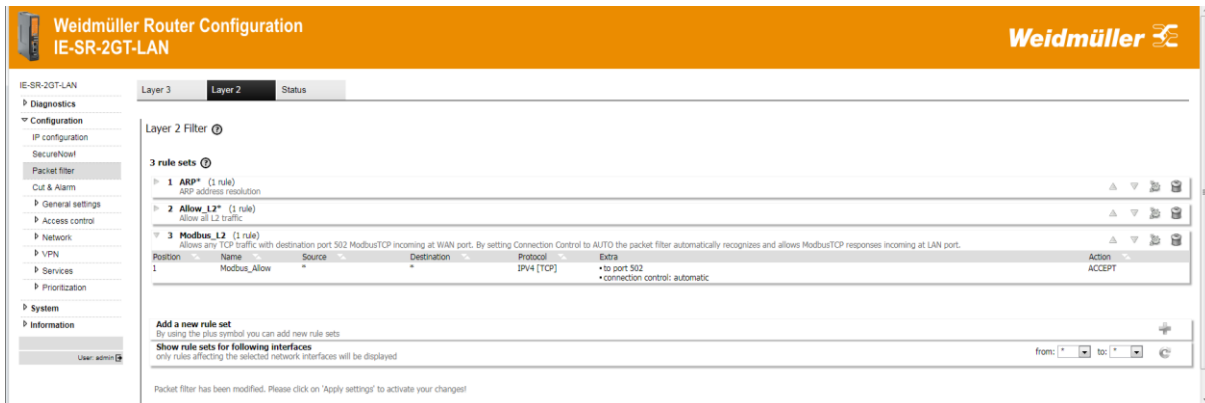 Weidmüller Router Configuration
IE-SR-2GT-LAN
Weidmüller
IE-SR-2GT-LAN
Diagnostics
Configuration
IP configuration
SecureNow!
Packet filter
Cut & Alarm
General settings
Access control
Network
VPN
Services
Prioritization
System
Information
User: admin
Layer 3 Layer 2 Status
Layer 2 Filter ?
3 rule sets ?
1 ARP* (1 rule)
ARP address resolution
2 Allow_L2* (1 rule)
Allow all L2 traffic
3 Modbus_L2 (1 rule)
Allows any TCP traffic with destination port 502 ModbusTCP incoming at WAN port. By setting Connection Control to AUTO the packet filter automatically recognizes and allows ModbusTCP responses incoming at LAN port.
Position Name Source Destination Protocol Extra Action
1 Modbus_Allow * * IPV4 [TCP] • to port 502 ACCEPT
• connection control: automatic
Add a new rule set
By using the plus symbol you can add new rule sets
Show rule sets for following interfaces
only rules affecting the selected network interfaces will be displayed
from: * to: *
Packet filter has been modified. Please click on 'Apply settings' to activate your changes!